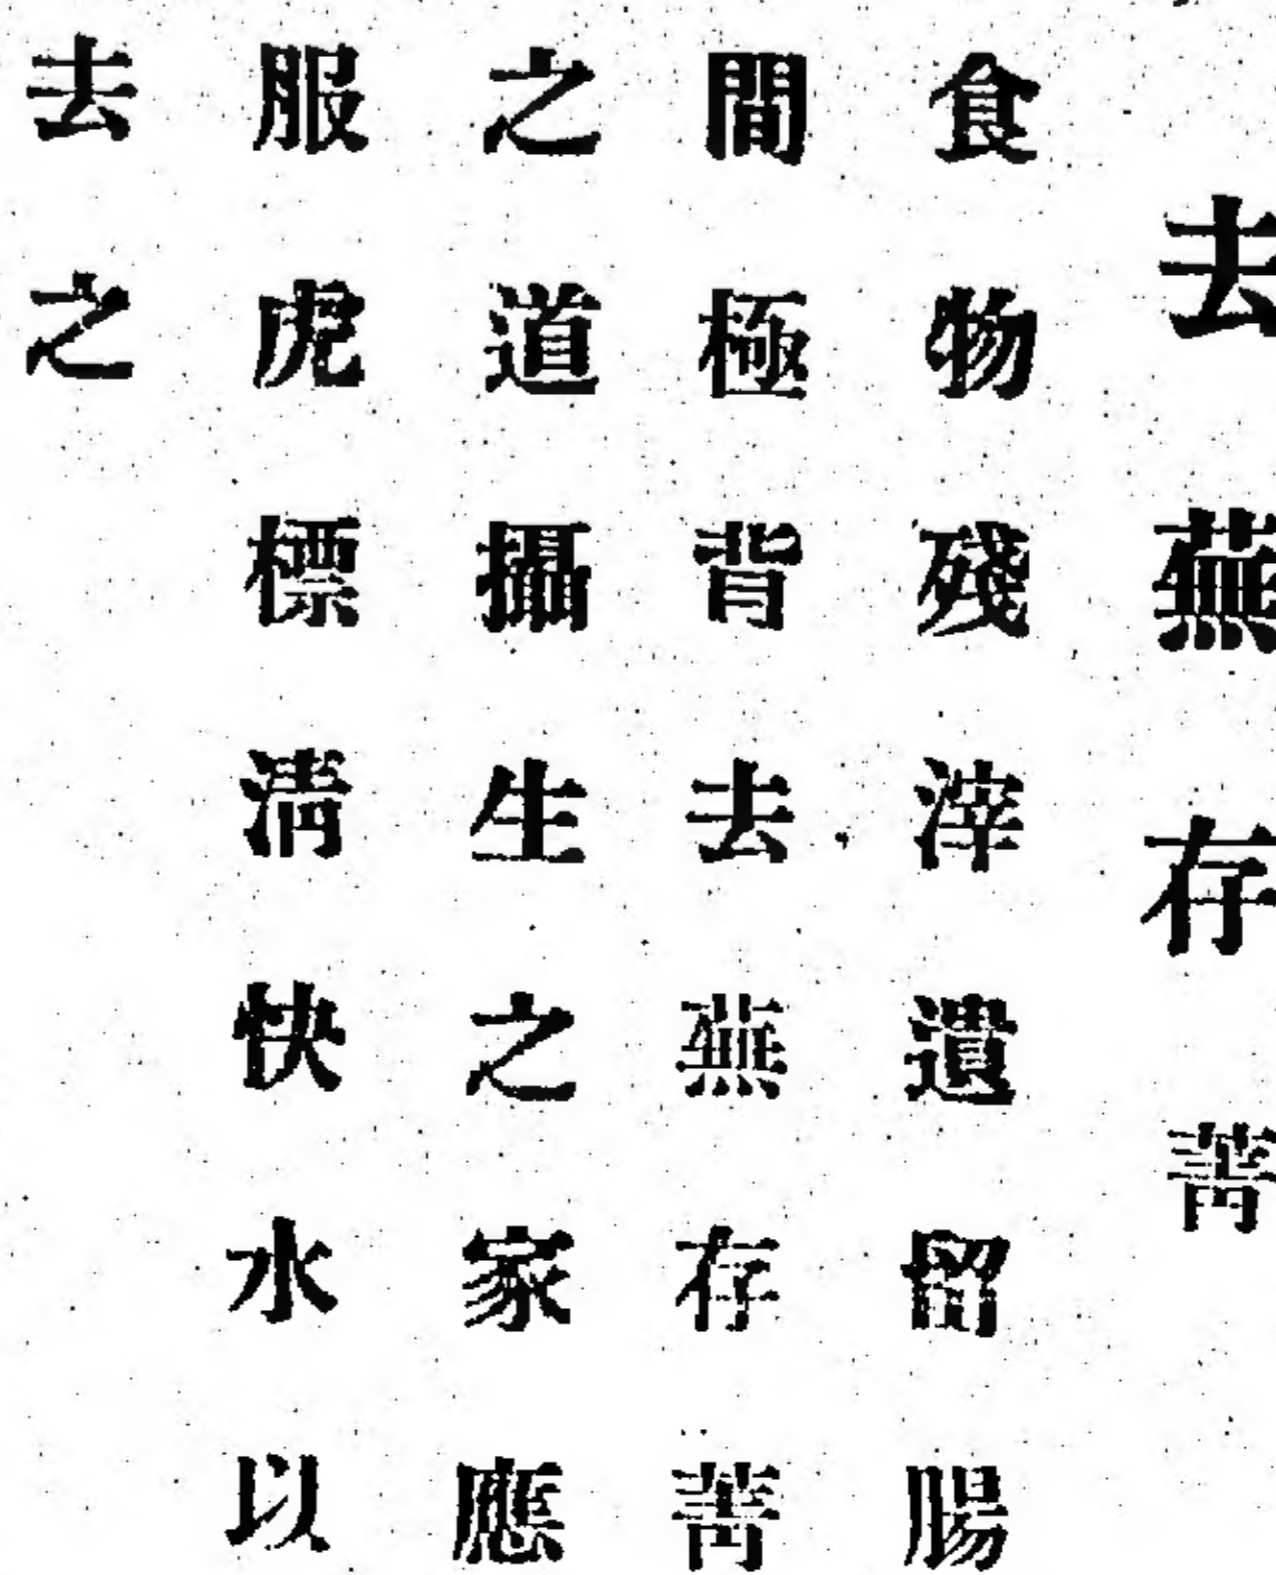 去蕪存菁
食物殘滓遺留腸
間極背去蕪存菁
之道攝生之家應
服虎標清快水以
去之